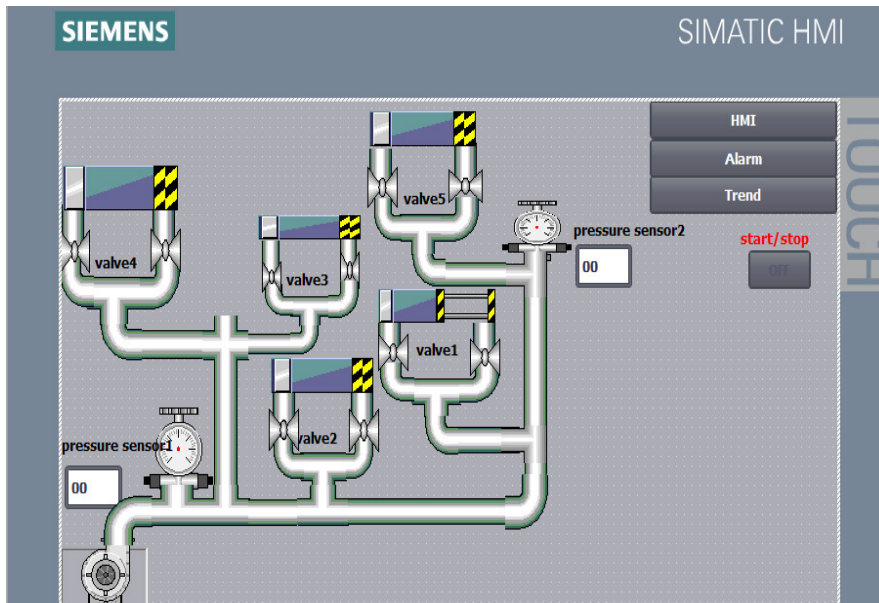 SIEMENS
SIMATIC HMI
TOUCH
HMI
Alarm
Trend
start/stop
OFF
valve5
pressure sensor2
00
valve4
valve3
valve1
valve2
pressure sensor1
00